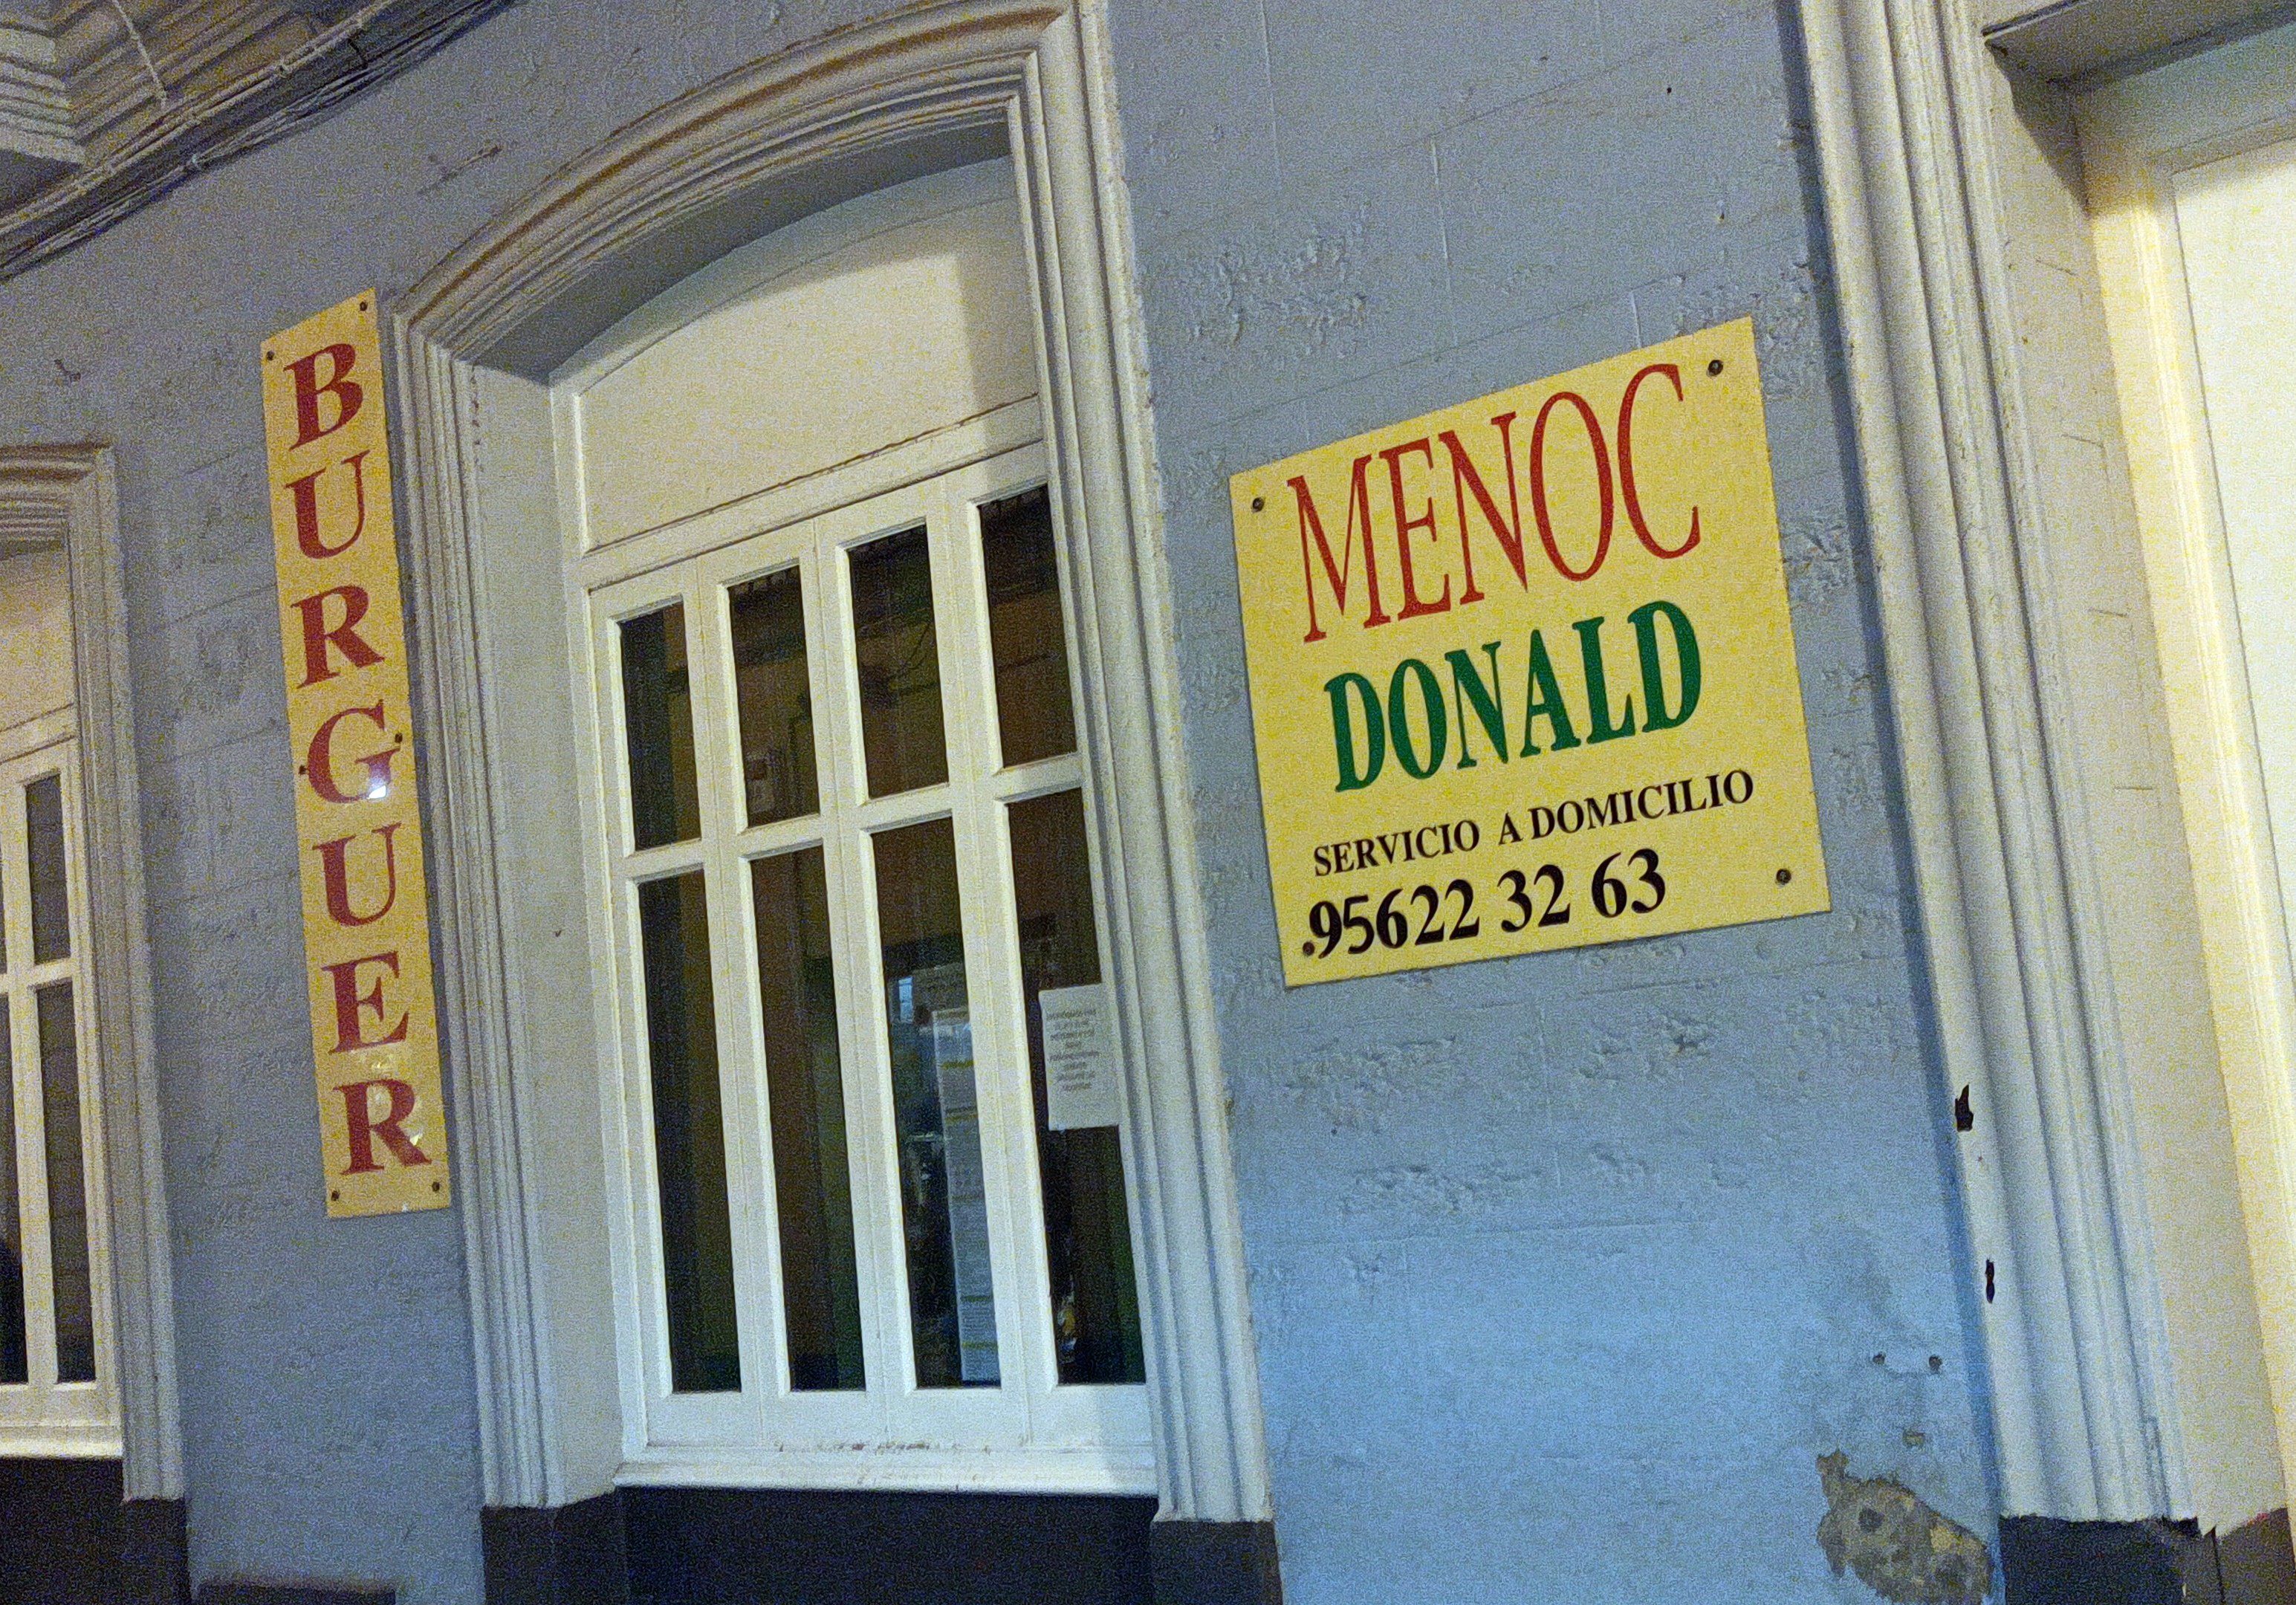 BURGUER
MENOC
DONALD
SERVICIO A DOMICILIO
95622 32 63